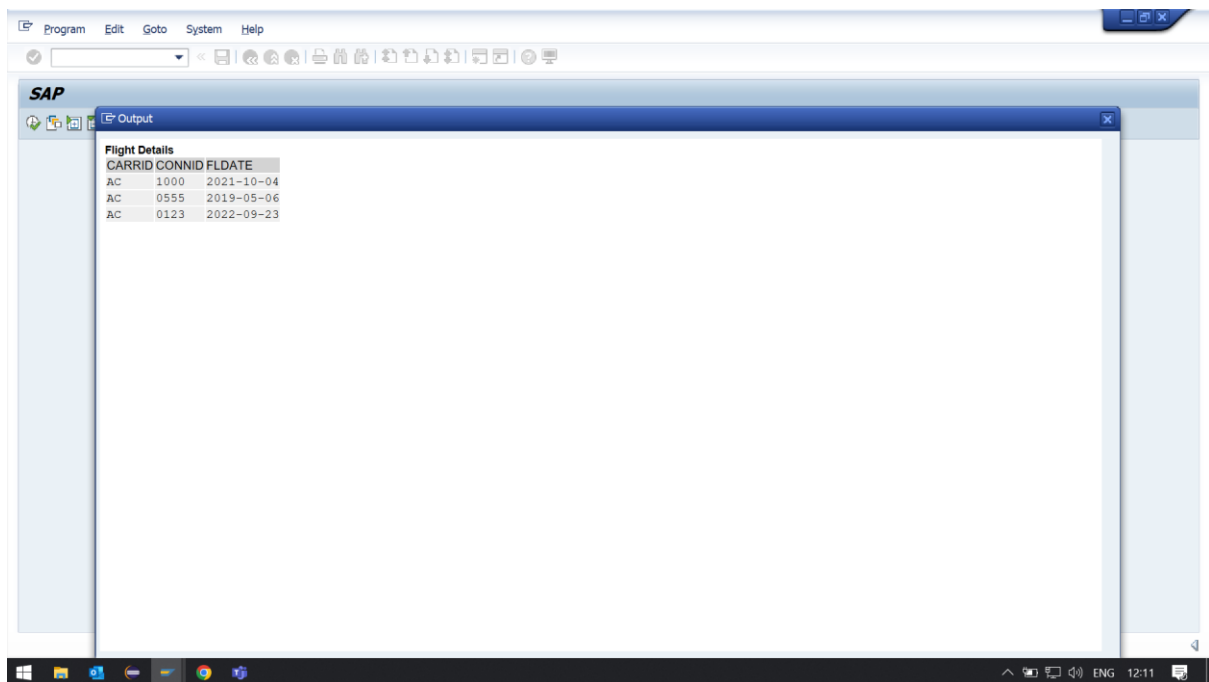 Program Edit Goto System Help
SAP
Output
Flight Details
CARRID CONNID FLDATE
AC 1000 2021-10-04
AC 0555 2019-05-06
AC 0123 2022-09-23
ENG 12:11